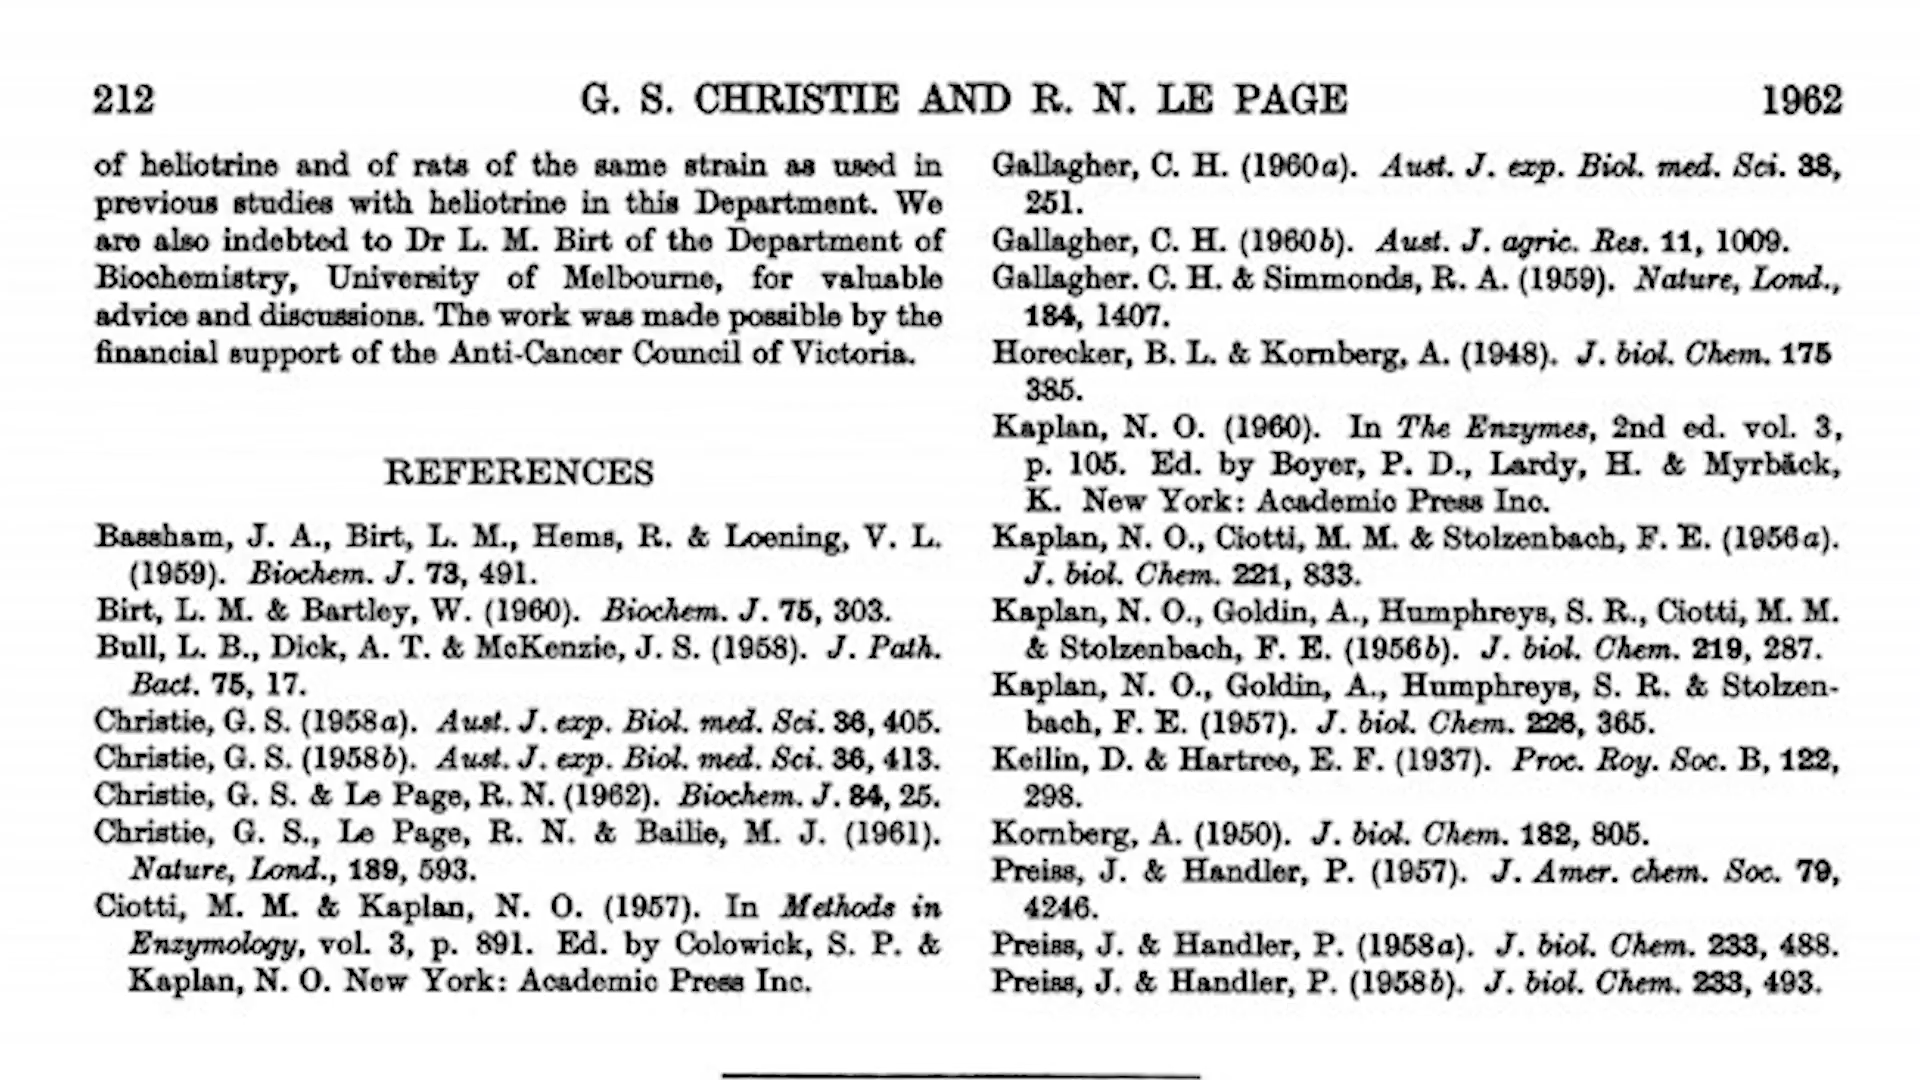 212 G. S. CHRISTIE AND R. N. LE PAGE 1962
of heliotrine and of rats of the same strain as used in
previous studies with heliotrine in this Department. We
are also indebted to Dr L. M. Birt of the Department of
Biochemistry, University of Melbourne, for valuable
advice and discussions. The work was made possible by the
financial support of the Anti-Cancer Council of Victoria.
REFERENCES
Bassham, J. A., Birt, L. M., Hems, R. & Loening, V. L.
(1959). Biochem. J. 73, 491.
Birt, L. M. & Bartley, W. (1960). Biochem. J. 75, 303.
Bull, L. B., Dick, A. T. & McKenzie, J. S. (1958). J. Path.
Bact. 75, 17.
Christie, G. S. (1958a). Aust. J. exp. Biol. med. Sci. 36, 405.
Christie, G. S. (1958b). Aust. J. exp. Biol. med. Sci. 36, 413.
Christie, G. S. & Le Page, R. N. (1962). Biochem. J. 84, 25.
Christie, G. S., Le Page, R. N. & Bailie, M. J. (1961).
Nature, Lond., 189, 593.
Ciotti, M. M. & Kaplan, N. O. (1957). In Methods in
Enzymology, vol. 3, p. 891. Ed. by Colowick, S. P. &
Kaplan, N. O. New York: Academic Press Inc.
Gallagher, C. H. (1960a). Aust. J. exp. Biol. med. Sci. 38,
251.
Gallagher, C. H. (1960b). Aust. J. agric. Res. 11, 1009.
Gallagher. C. H. & Simmonds, R. A. (1959). Nature, Lond.,
184, 1407.
Horecker, B. L. & Kornberg, A. (1948). J. biol. Chem. 175
385.
Kaplan, N. O. (1960). In The Enzymes, 2nd ed. vol. 3,
p. 105. Ed. by Boyer, P. D., Lardy, H. & Myrbäck,
K. New York: Academic Press Inc.
Kaplan, N. O., Ciotti, M. M. & Stolzenbach, F. E. (1956a).
J. biol. Chem. 221, 833.
Kaplan, N. O., Goldin, A., Humphreys, S. R., Ciotti, M. M.
& Stolzenbach, F. E. (1956b). J. biol. Chem. 219, 287.
Kaplan, N. O., Goldin, A., Humphreys, S. R. & Stolzen-
bach, F. E. (1957). J. biol. Chem. 226, 365.
Keilin, D. & Hartree, E. F. (1937). Proc. Roy. Soc. B, 122,
298.
Kornberg, A. (1950). J. biol. Chem. 182, 805.
Preiss, J. & Handler, P. (1957). J. Amer. chem. Soc. 79,
4246.
Preiss, J. & Handler, P. (1958a). J. biol. Chem. 233, 488.
Preiss, J. & Handler, P. (1958b). J. biol. Chem. 233, 493.